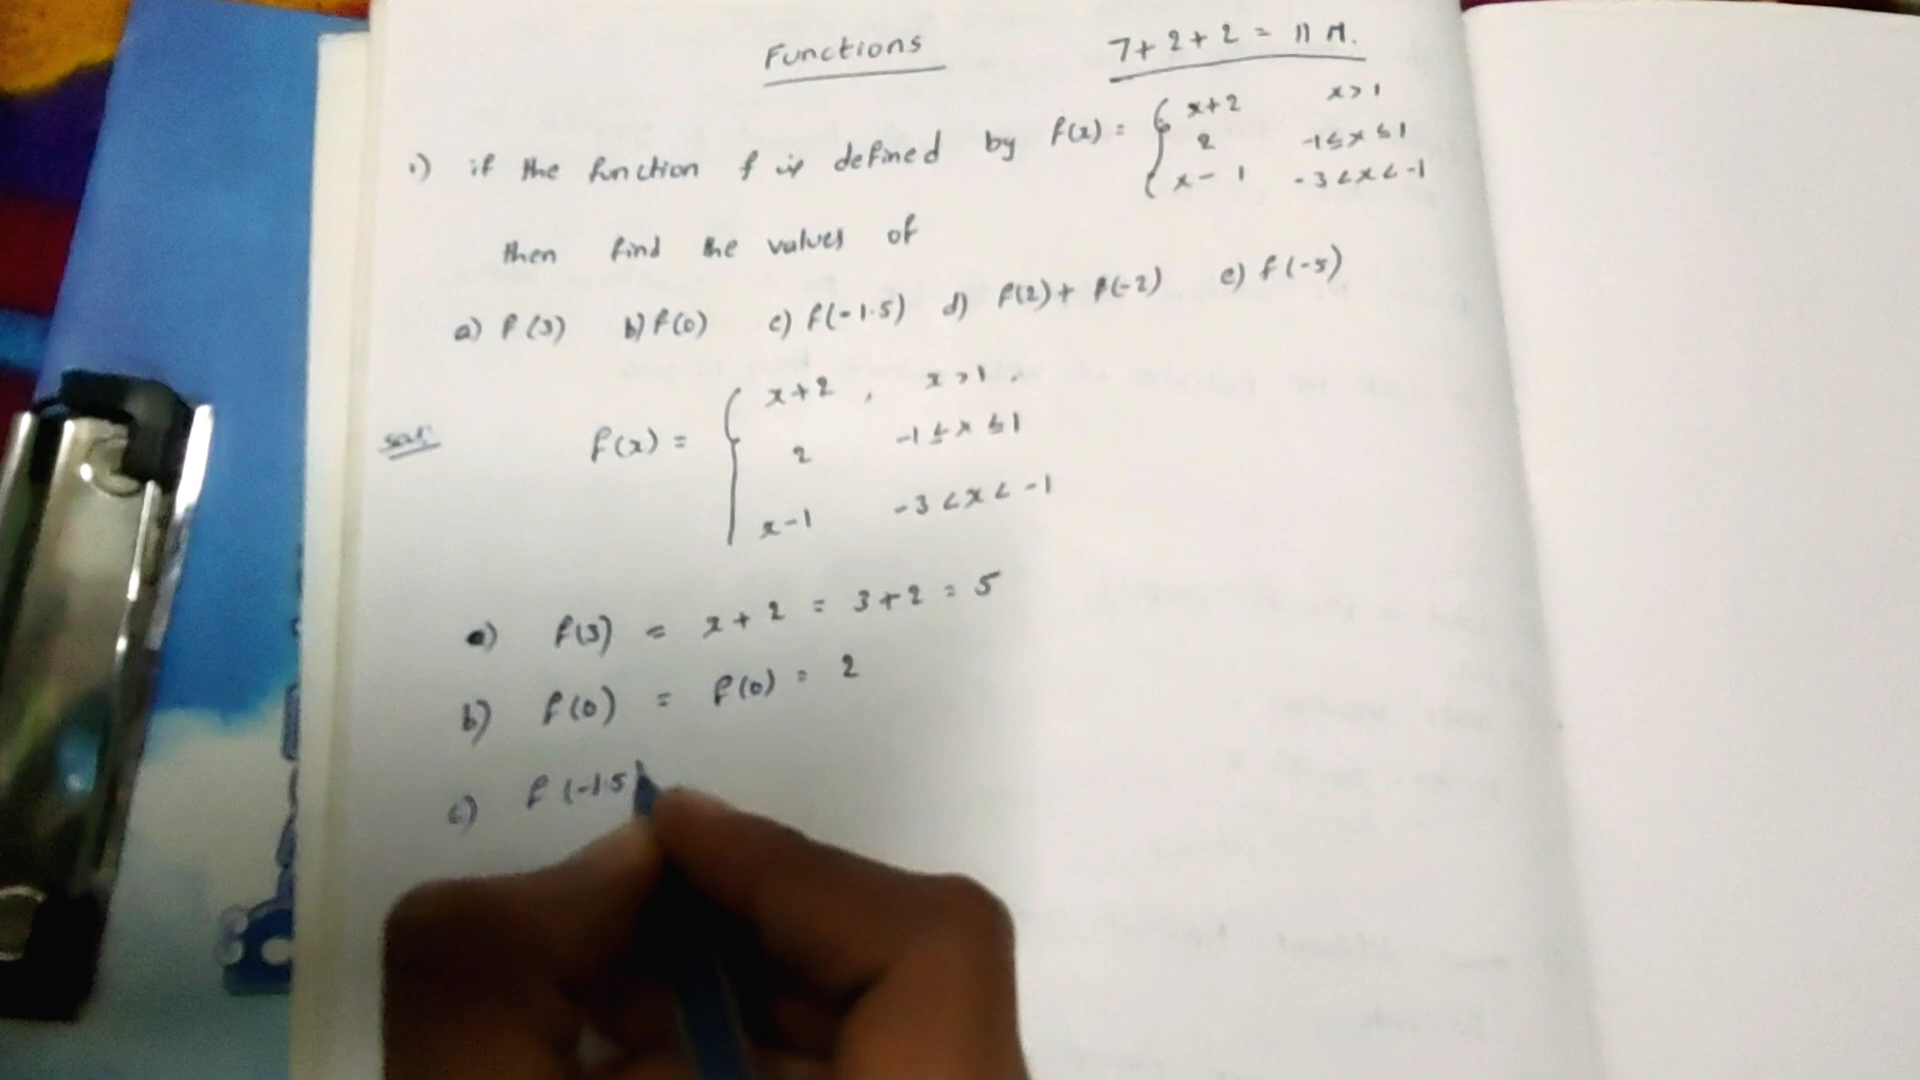 Functions 7+2+2 = 11 M.
1) if the function f is defined by f(x) = { x+2 x>1
2 -1≤x≤1
x-1 -3<x<-1
then find the values of
a) f(3) b) f(0) c) f(-1.5) d) f(2)+ f(-2) e) f(-5)
Sol: f(x) = { x+2 , x>1.
2 -1≤x≤1
x-1 -3<x<-1
a) f(3) = x+2 = 3+2 = 5
b) f(0) = f(0) = 2
c) f(-1.5)